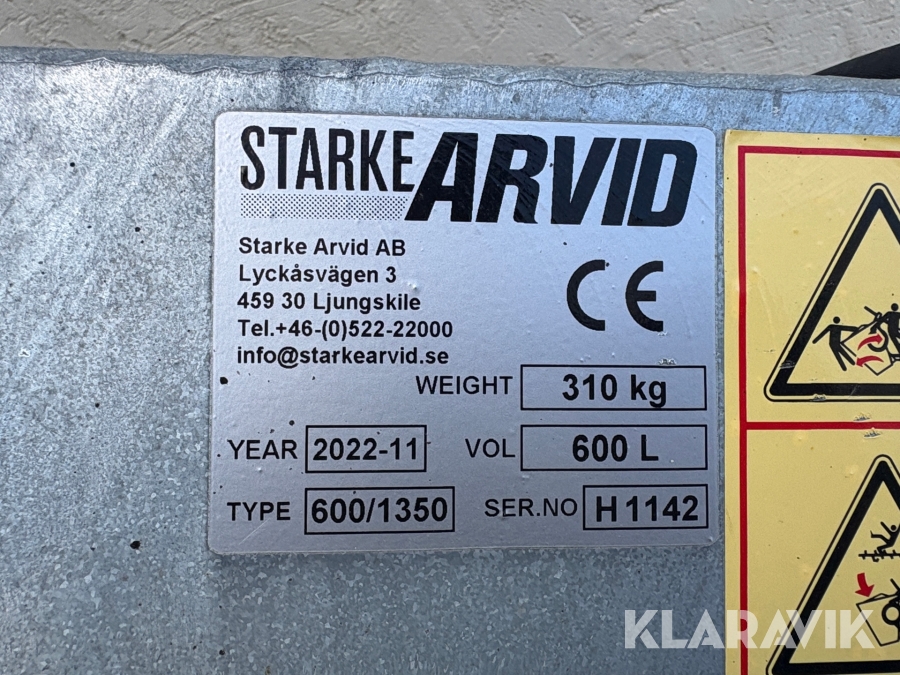 STARKE ARVID
Starke Arvid AB
Lyckåsvägen 3
459 30 Ljungskile
Tel.+46-(0)522-22000
info@starkearvid.se
CE
WEIGHT 310 kg
YEAR 2022-11 VOL 600 L
TYPE 600/1350 SER.NO H1142
KLARAVIK